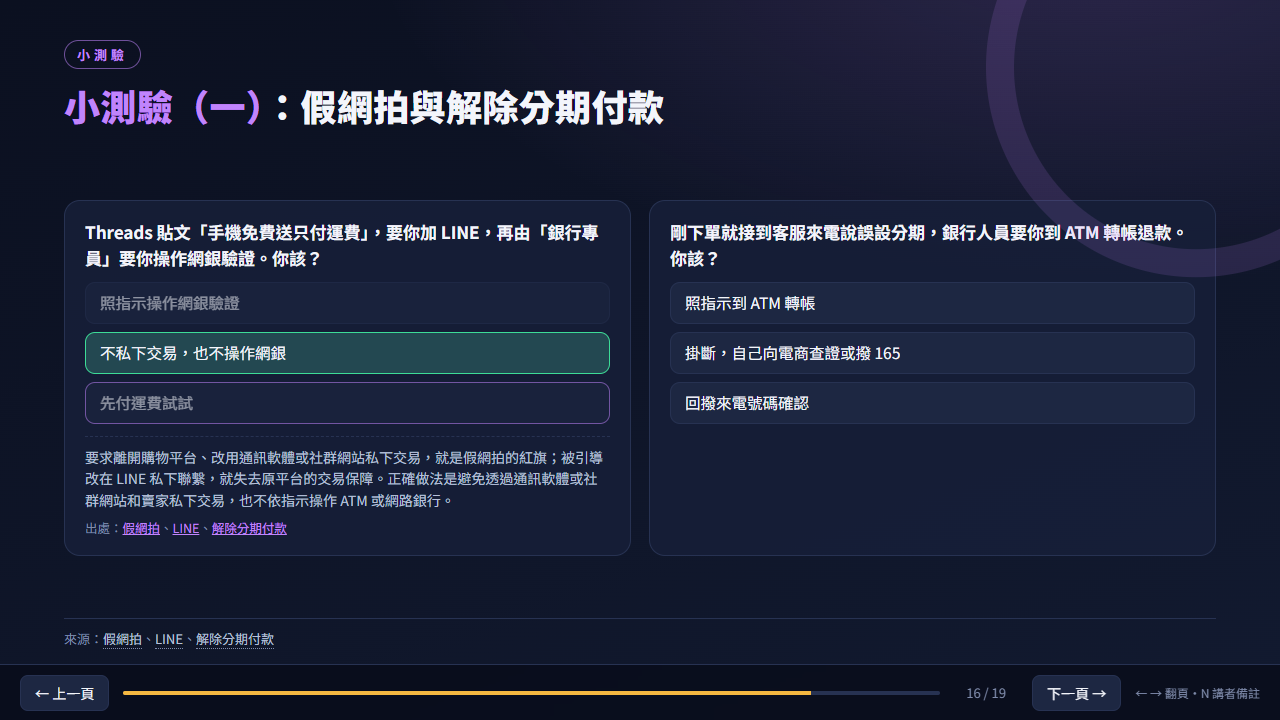 小測驗
小測驗（一）：假網拍與解除分期付款
Threads 貼文「手機免費送只付運費」，要你加 LINE，再由「銀行專
員」要你操作網銀驗證。你該？
照指示操作網銀驗證
不私下交易，也不操作網銀
先付運費試試
要求離開購物平台、改用通訊軟體或社群網站私下交易，就是假網拍的紅旗；被引導
改在 LINE 私下聯繫，就失去原平台的交易保障。正確做法是避免透過通訊軟體或社
群網站和賣家私下交易，也不依指示操作 ATM 或網路銀行。
出處：假網拍、LINE、解除分期付款
剛下單就接到客服來電說誤設分期，銀行人員要你到 ATM 轉帳退款。
你該？
照指示到 ATM 轉帳
掛斷，自己向電商查證或撥 165
回撥來電號碼確認
來源：假網拍、LINE、解除分期付款
← 上一頁
16 / 19
下一頁 →
← → 翻頁・N 講者備註